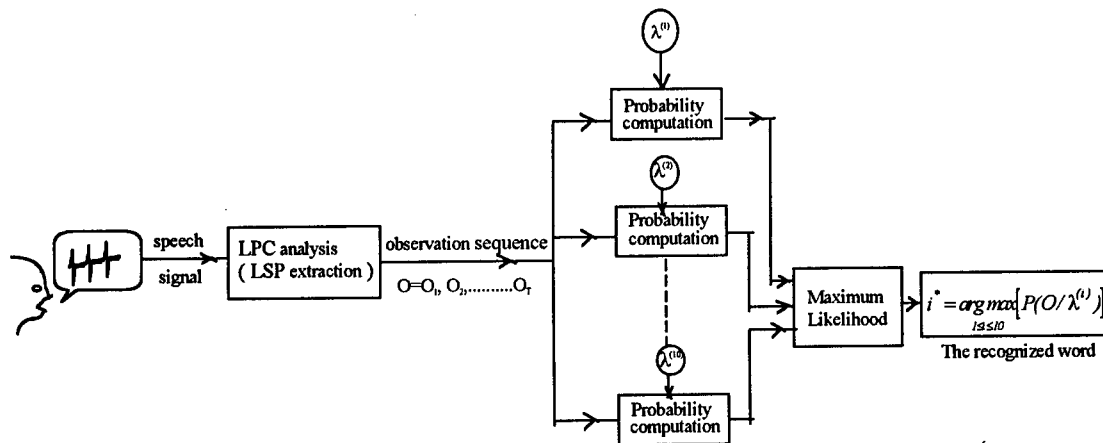 λ⁽¹⁾
Probability
computation
λ⁽²⁾
Probability
computation
speech
signal
LPC analysis
( LSP extraction )
observation sequence
O=O₁, O₂,..........O_T
Maximum
Likelihood
i* = arg max[P(O/λ⁽ⁱ⁾)]
1≤i≤10
The recognized word
λ⁽¹⁰⁾
Probability
computation